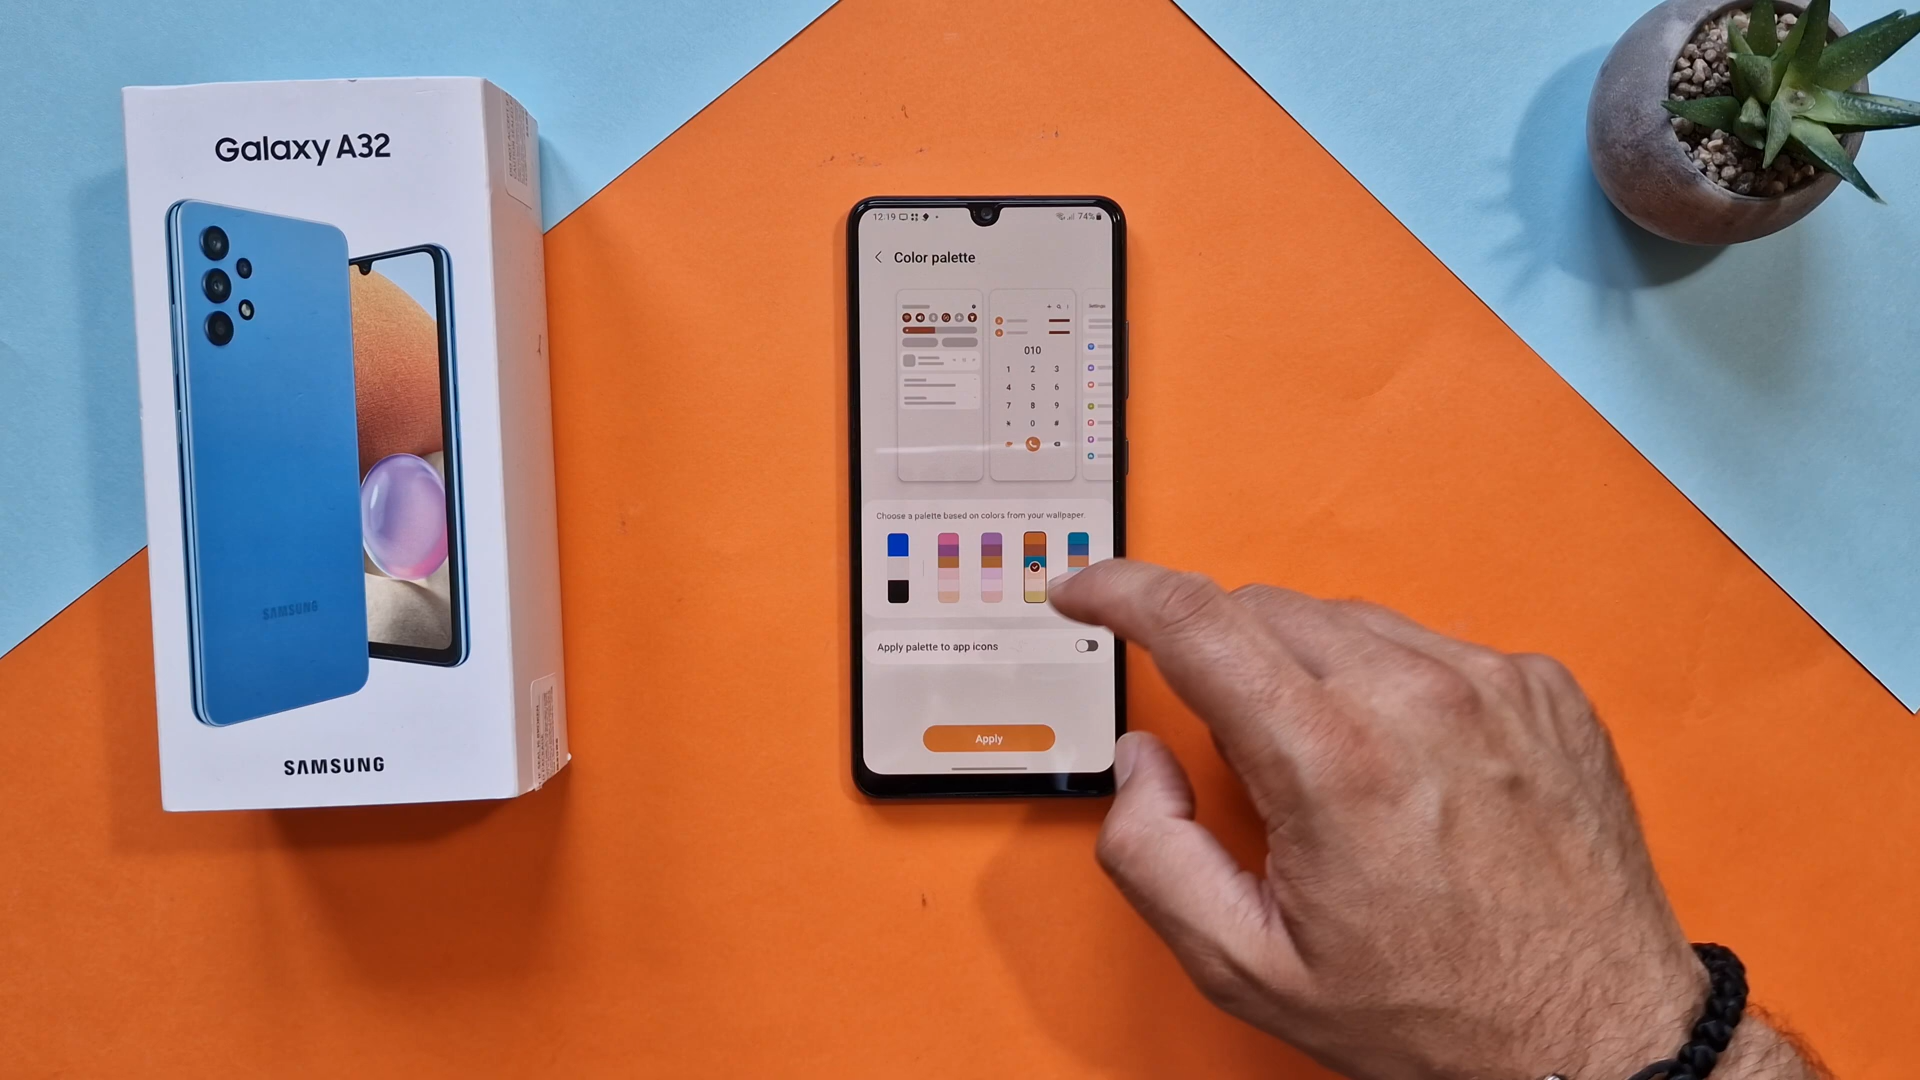 Galaxy A32
SAMSUNG
SAMSUNG
12:19
74%
Color palette
Settings
010
1 2 3
4 5 6
7 8 9
* 0 #
Choose a palette based on colors from your wallpaper.
Apply palette to app icons
Apply